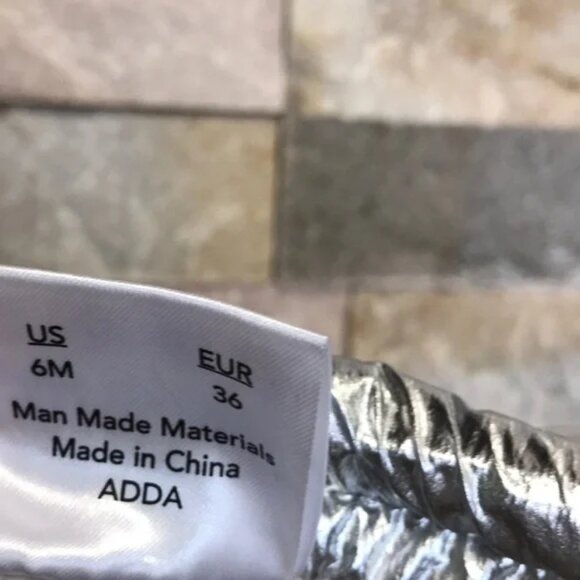 US EUR
6M 36
Man Made Materials
Made in China
ADDA